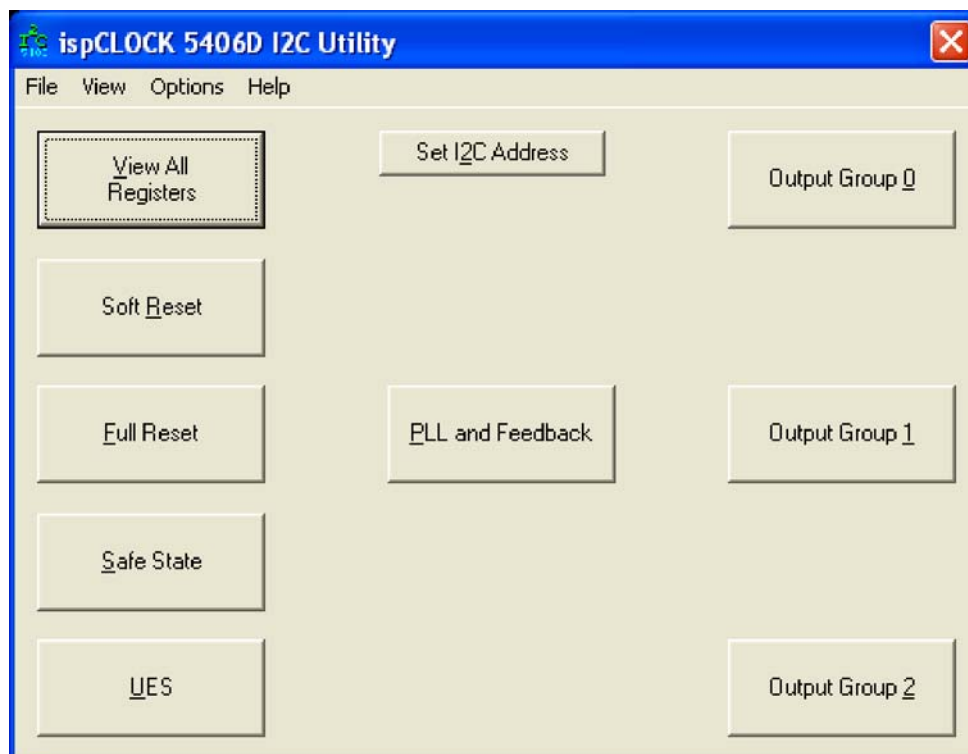 ispCLOCK 5406D I2C Utility
File View Options Help
View All
Registers
Set I2C Address
Output Group 0
Soft Reset
Full Reset
PLL and Feedback
Output Group 1
Safe State
UES
Output Group 2